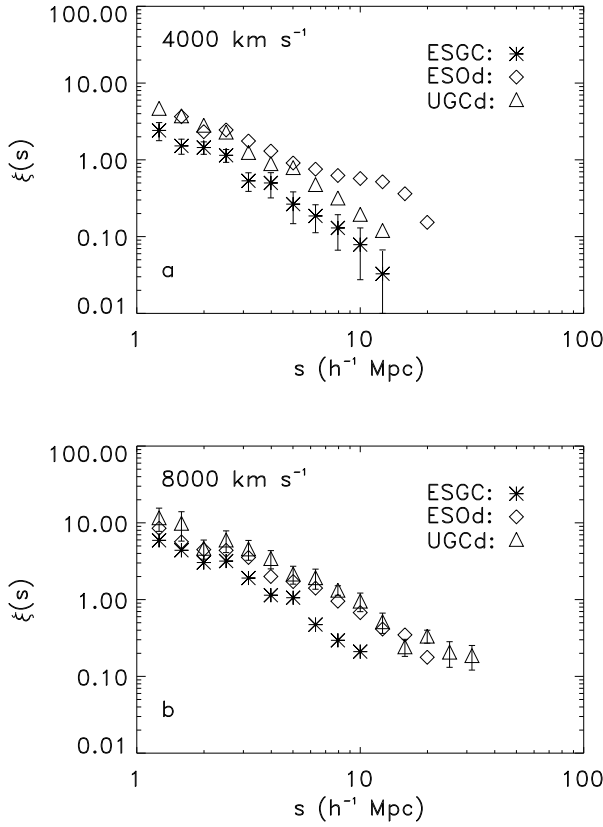 100.00
4000 km s⁻¹
ESGC:
ESOd:
UGCd:
10.00
1.00
0.10
0.01
ξ(s)
a
1 10 100
s (h⁻¹ Mpc)
100.00
8000 km s⁻¹
ESGC:
ESOd:
UGCd:
10.00
1.00
0.10
0.01
ξ(s)
b
1 10 100
s (h⁻¹ Mpc)